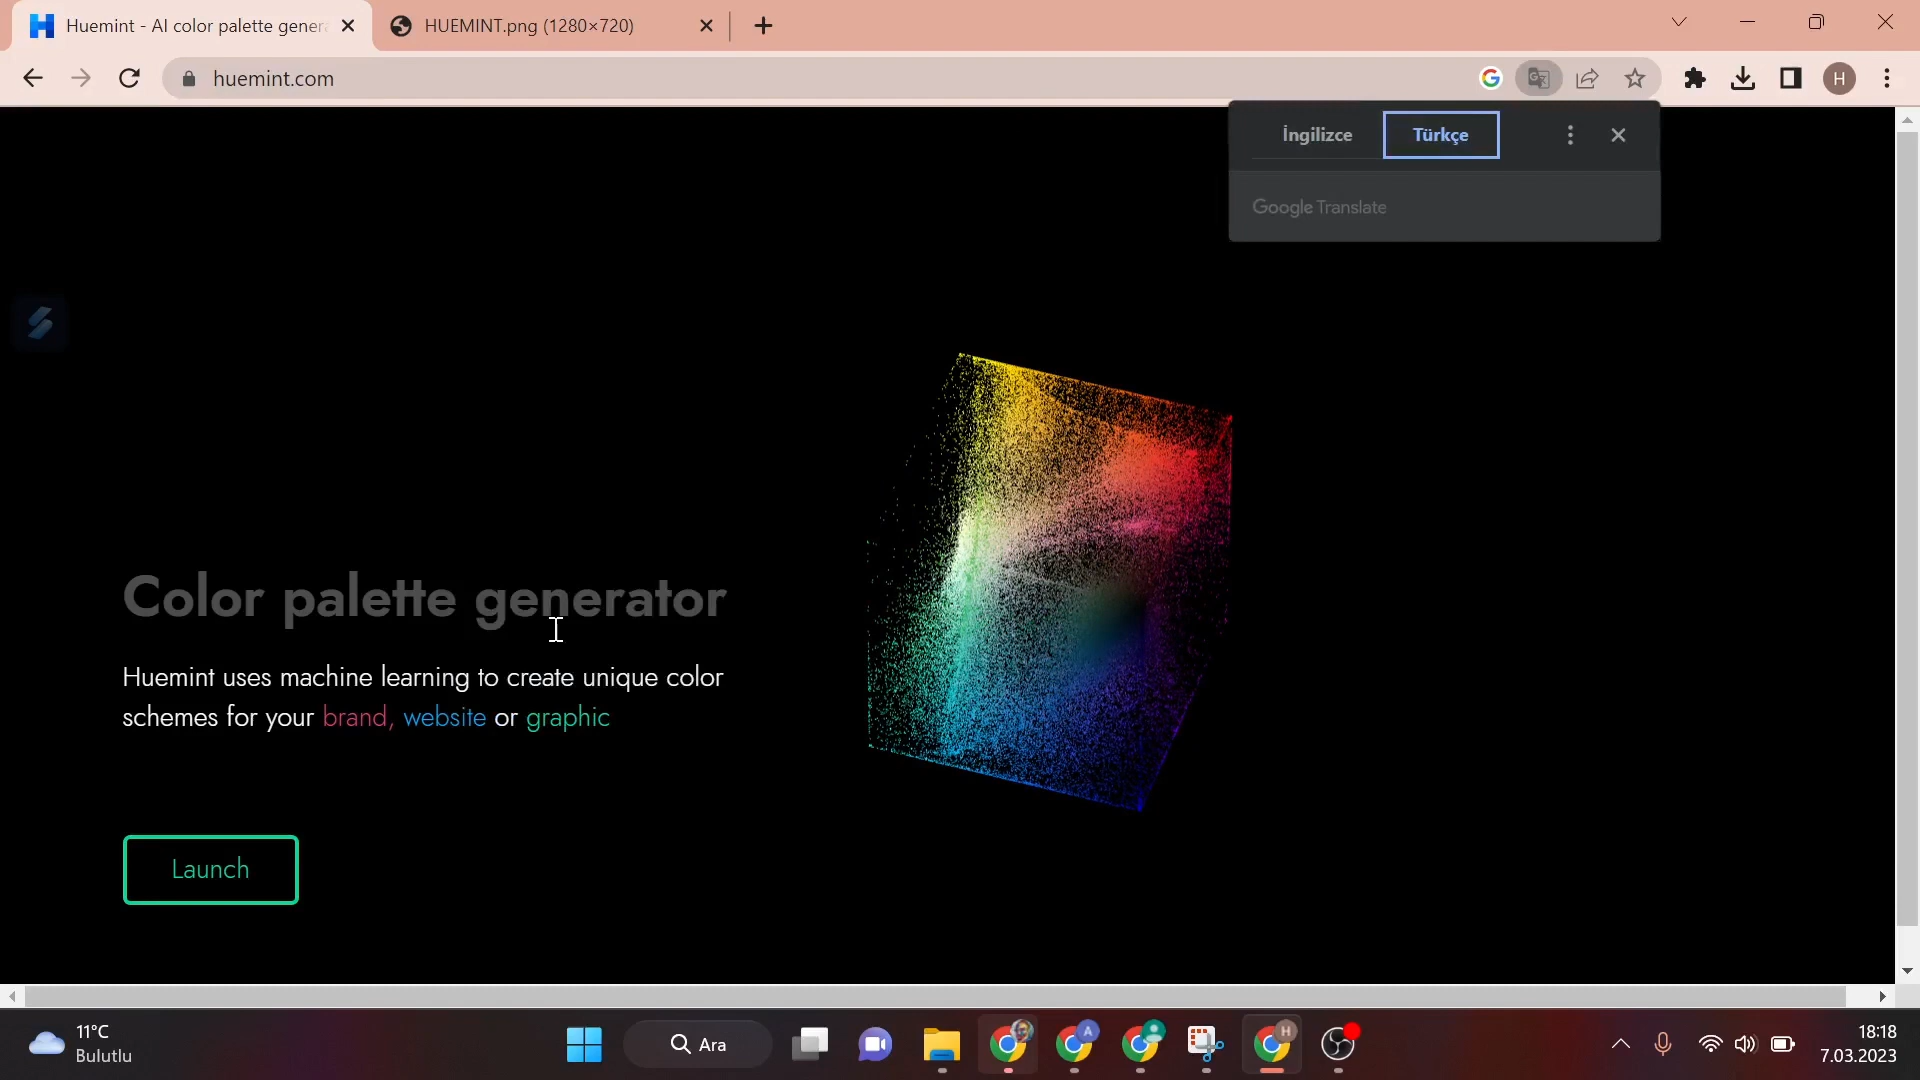 Huemint - AI color palette gener
HUEMINT.png (1280×720)
huemint.com
H
İngilizce
Türkçe
Google Translate
Color palette generator
Huemint uses machine learning to create unique color
schemes for your brand, website or graphic
Launch
11°C
Bulutlu
Ara
A
H
18:18
7.03.2023